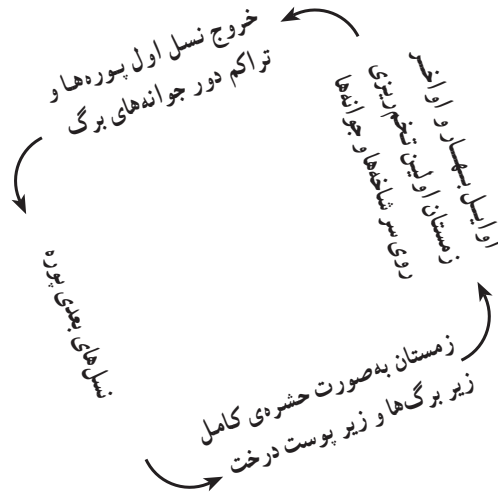 خروج نسل اول پوره‌ها و
تراکم دور جوانه‌های برگ
اوایل بهار و اواخر
زمستان اولین تخم‌ریزی
روی سر شاخه‌ها و جوانه‌ها
نسل‌های بعدی پوره
زمستان به‌صورت حشره‌ی کامل
زیر برگ‌ها و زیر پوست درخت